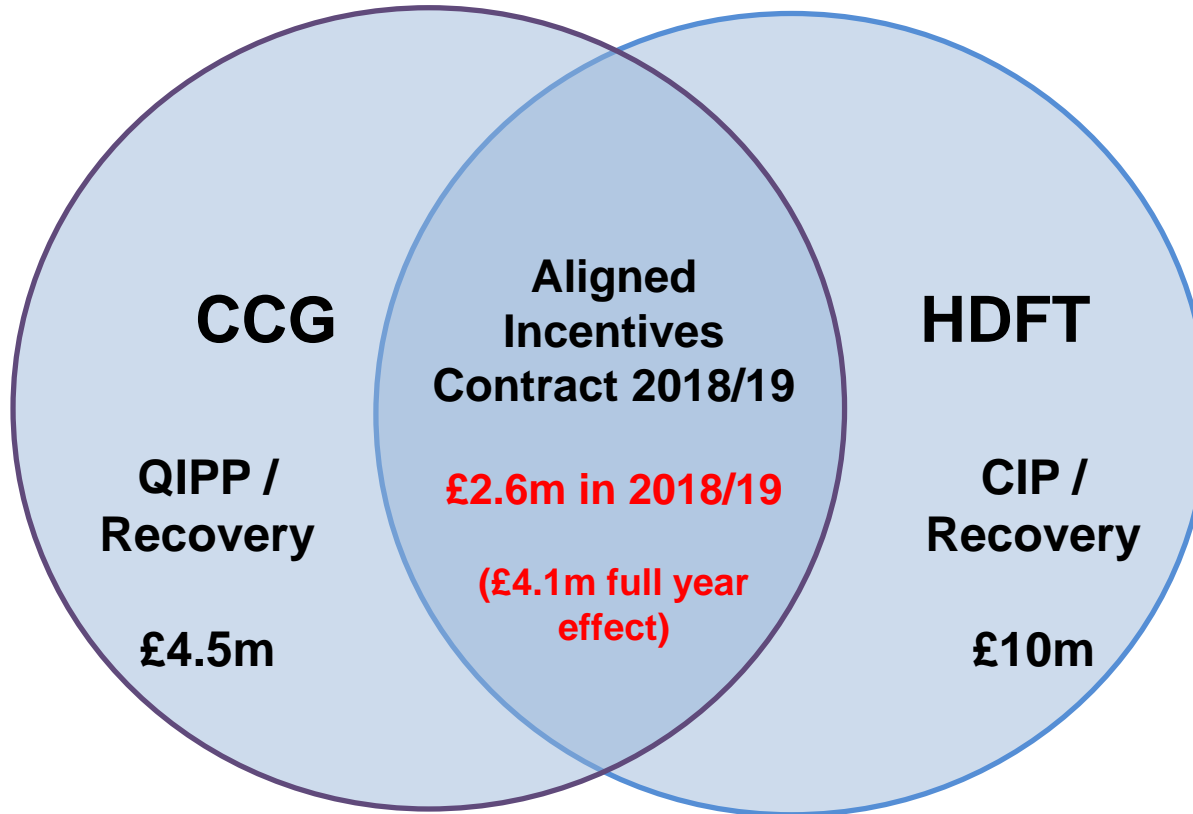 CCG
QIPP /
Recovery
£4.5m
Aligned
Incentives
Contract 2018/19
£2.6m in 2018/19
(£4.1m full year
effect)
HDFT
CIP /
Recovery
£10m